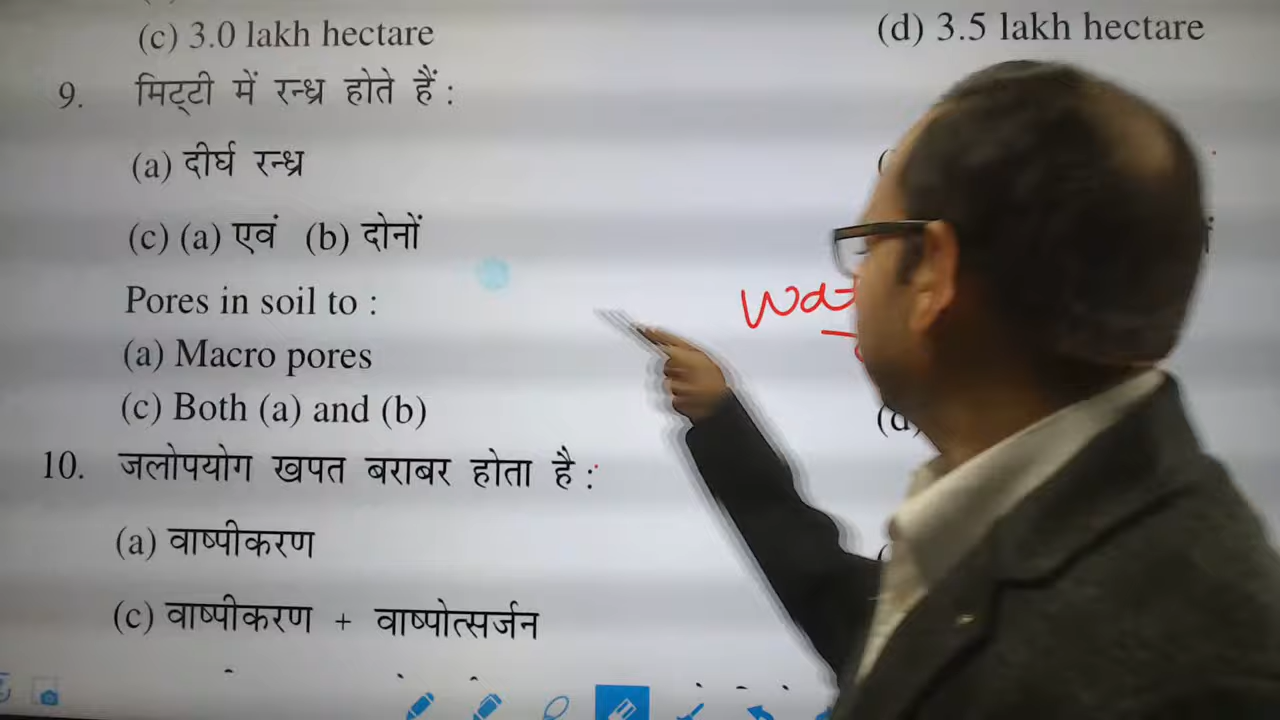 (c) 3.0 lakh hectare
(d) 3.5 lakh hectare
9. मिट्टी में रन्ध्र होते हैं :
(a) दीर्घ रन्ध्र
(c) (a) एवं (b) दोनों
Pores in soil to :
(a) Macro pores
(c) Both (a) and (b)
(d)
10. जलोपयोग खपत बराबर होता है :
(a) वाष्पीकरण
(c) वाष्पीकरण + वाष्पोत्सर्जन